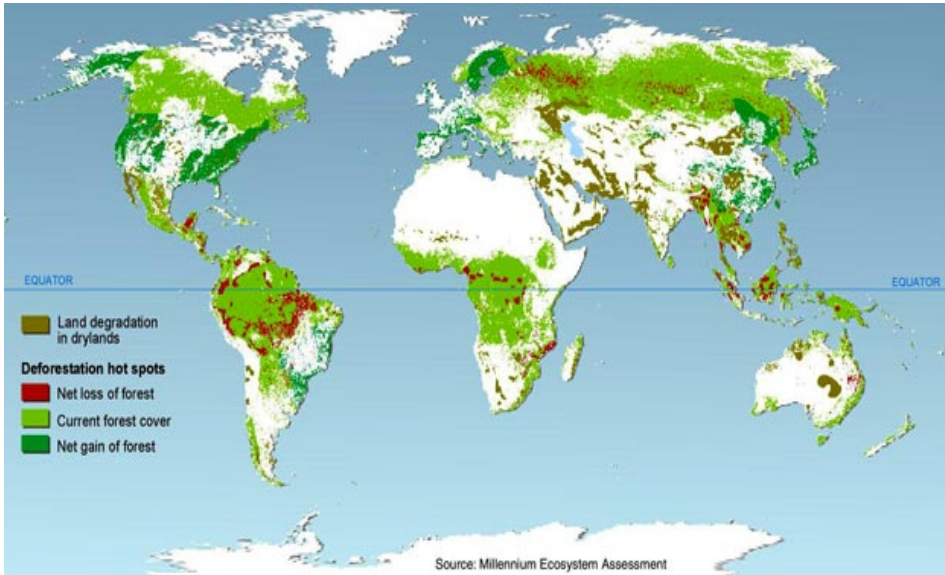 EQUATOR
EQUATOR
Land degradation
in drylands
Deforestation hot spots
Net loss of forest
Current forest cover
Net gain of forest
Source: Millennium Ecosystem Assessment